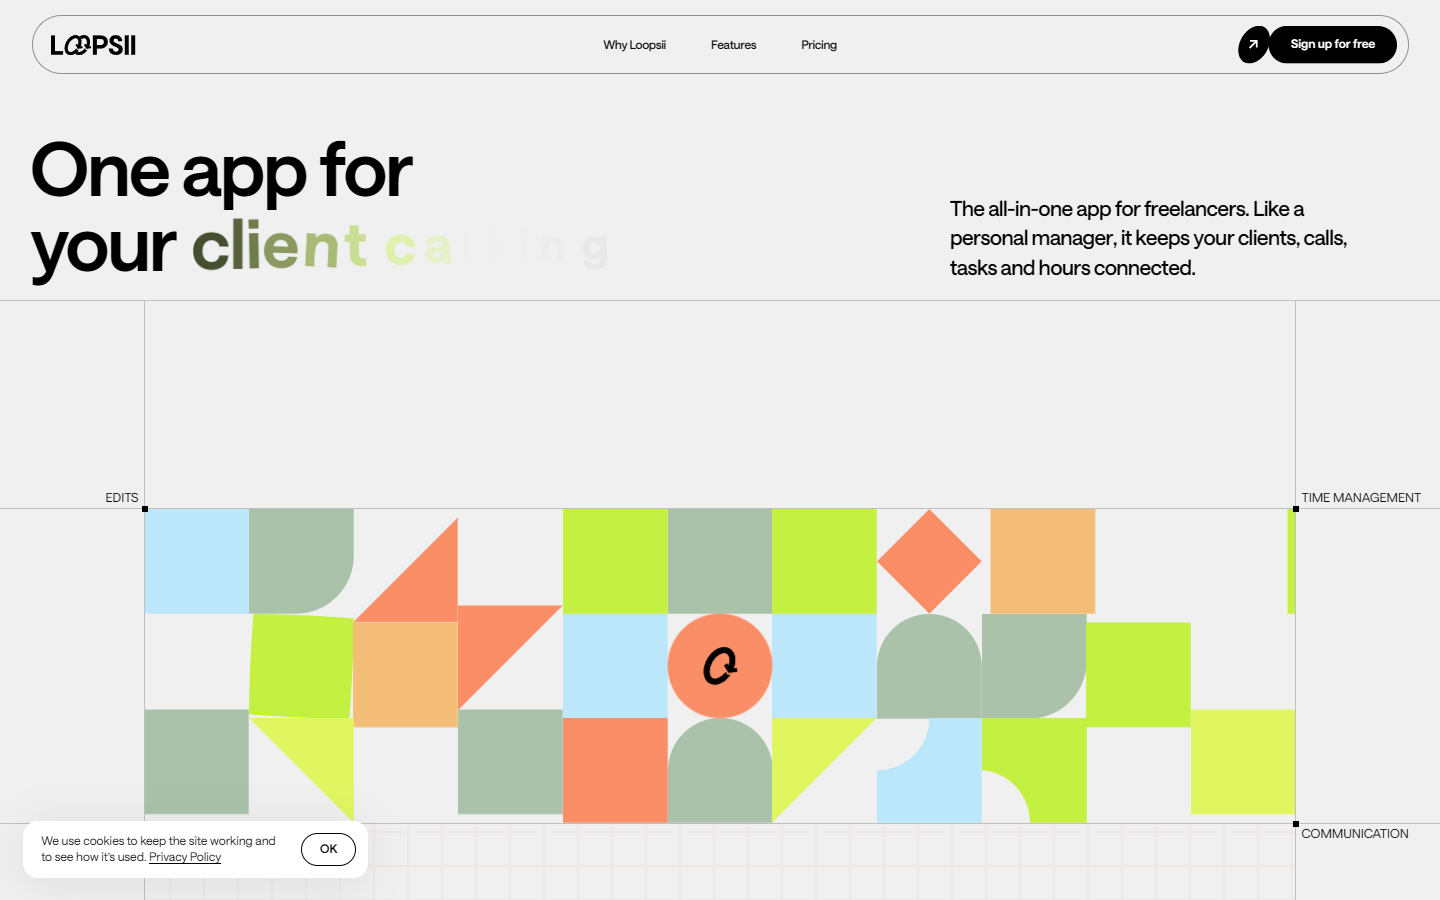 LOOPSII
Why Loopsii
Features
Pricing
Sign up for free
One app for
your client calling
The all-in-one app for freelancers. Like a
personal manager, it keeps your clients, calls,
tasks and hours connected.
EDITS
TIME MANAGEMENT
COMMUNICATION
We use cookies to keep the site working and
to see how it's used. Privacy Policy
OK